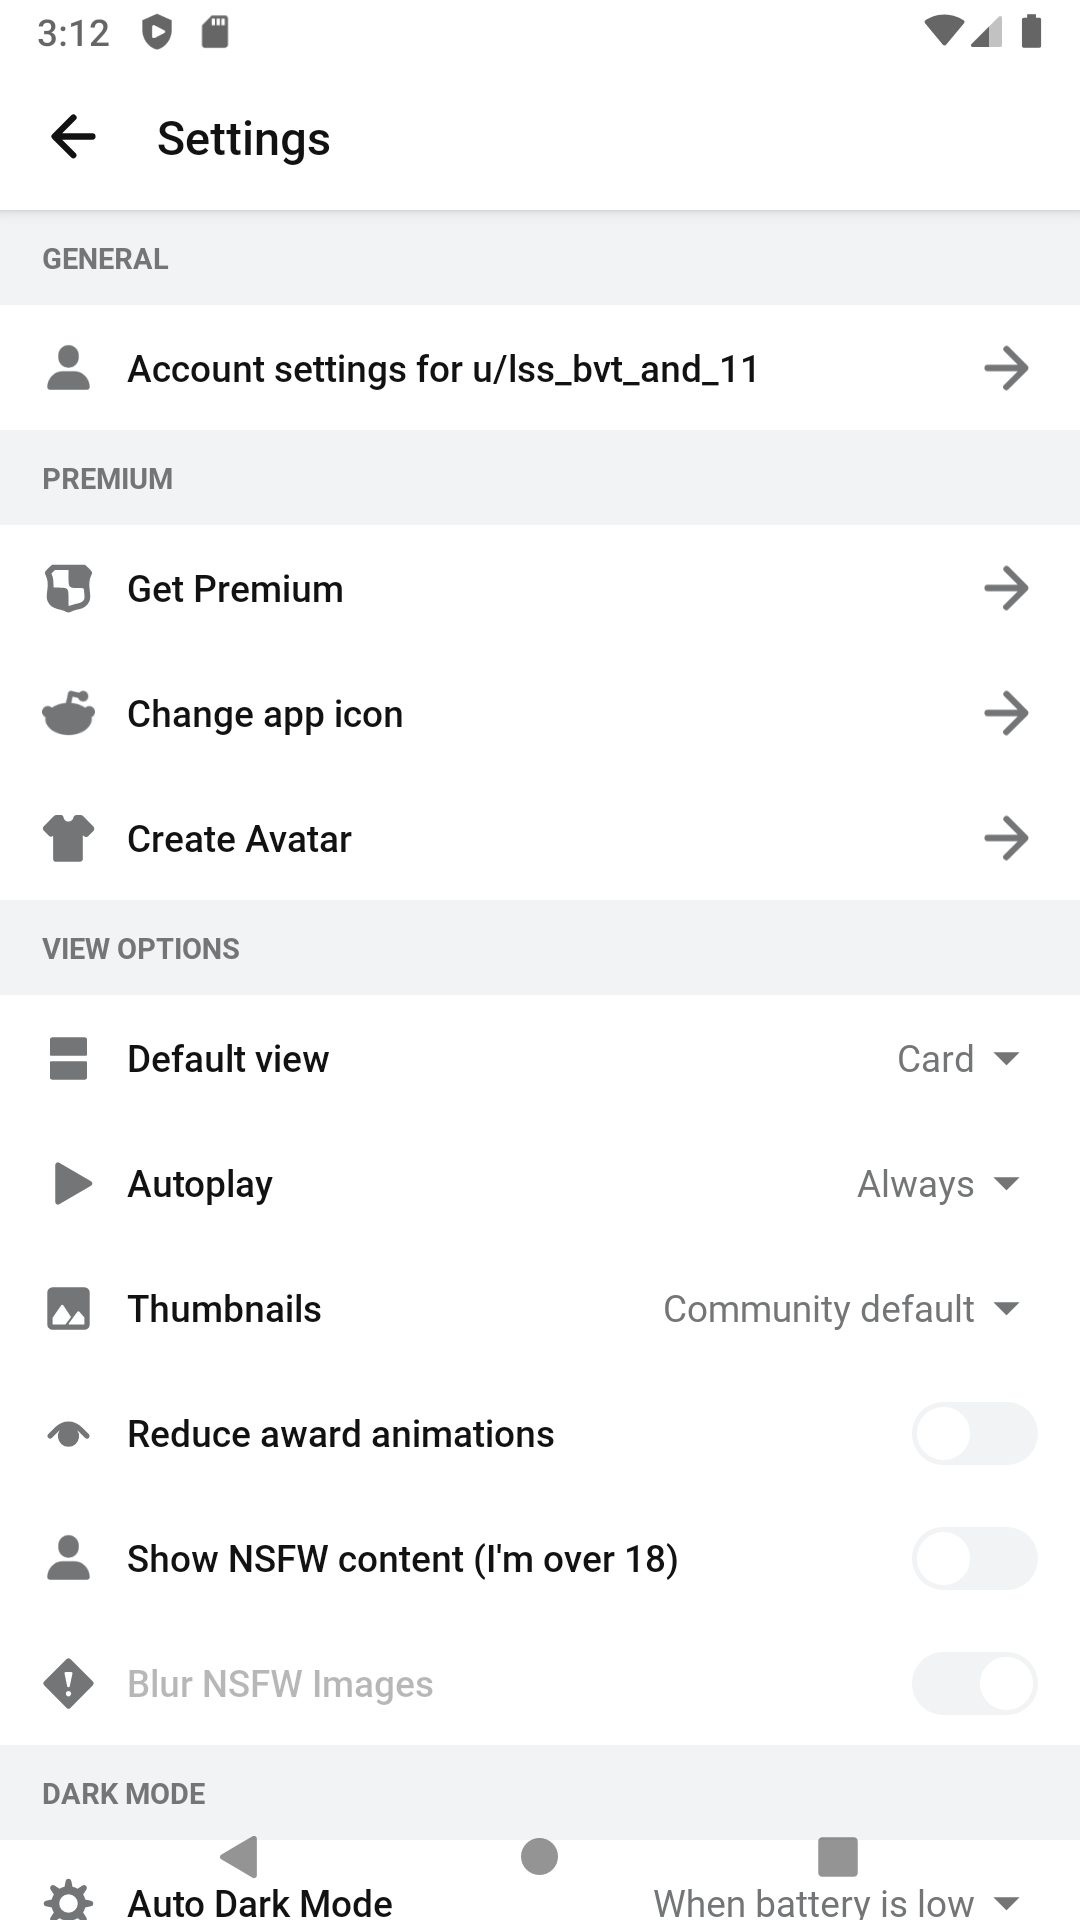 3:12
Settings
GENERAL
Account settings for u/lss_bvt_and_11
PREMIUM
Get Premium
Change app icon
Create Avatar
VIEW OPTIONS
Default view Card
Autoplay Always
Thumbnails Community default
Reduce award animations
Show NSFW content (I'm over 18)
Blur NSFW Images
DARK MODE
Auto Dark Mode When battery is low